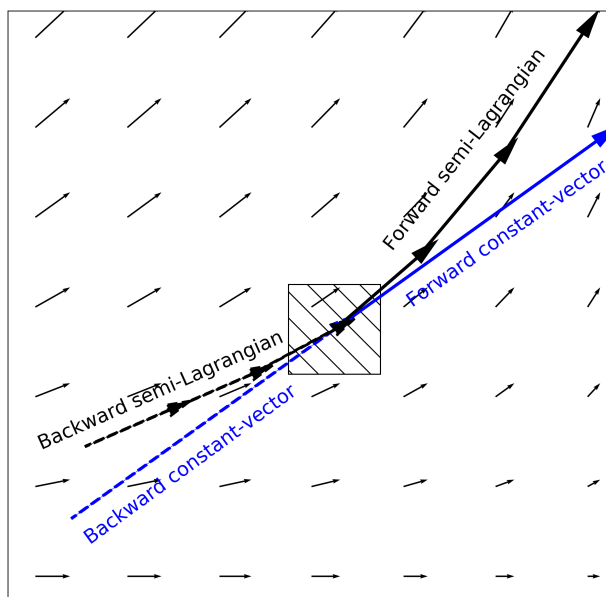 Forward semi-Lagrangian
Forward constant-vector
Backward semi-Lagrangian
Backward constant-vector